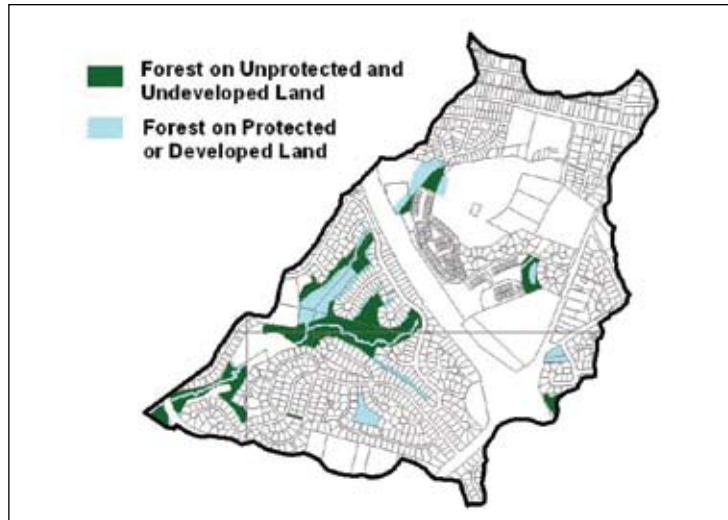 Forest on Unprotected and
Undeveloped Land
Forest on Protected
or Developed Land